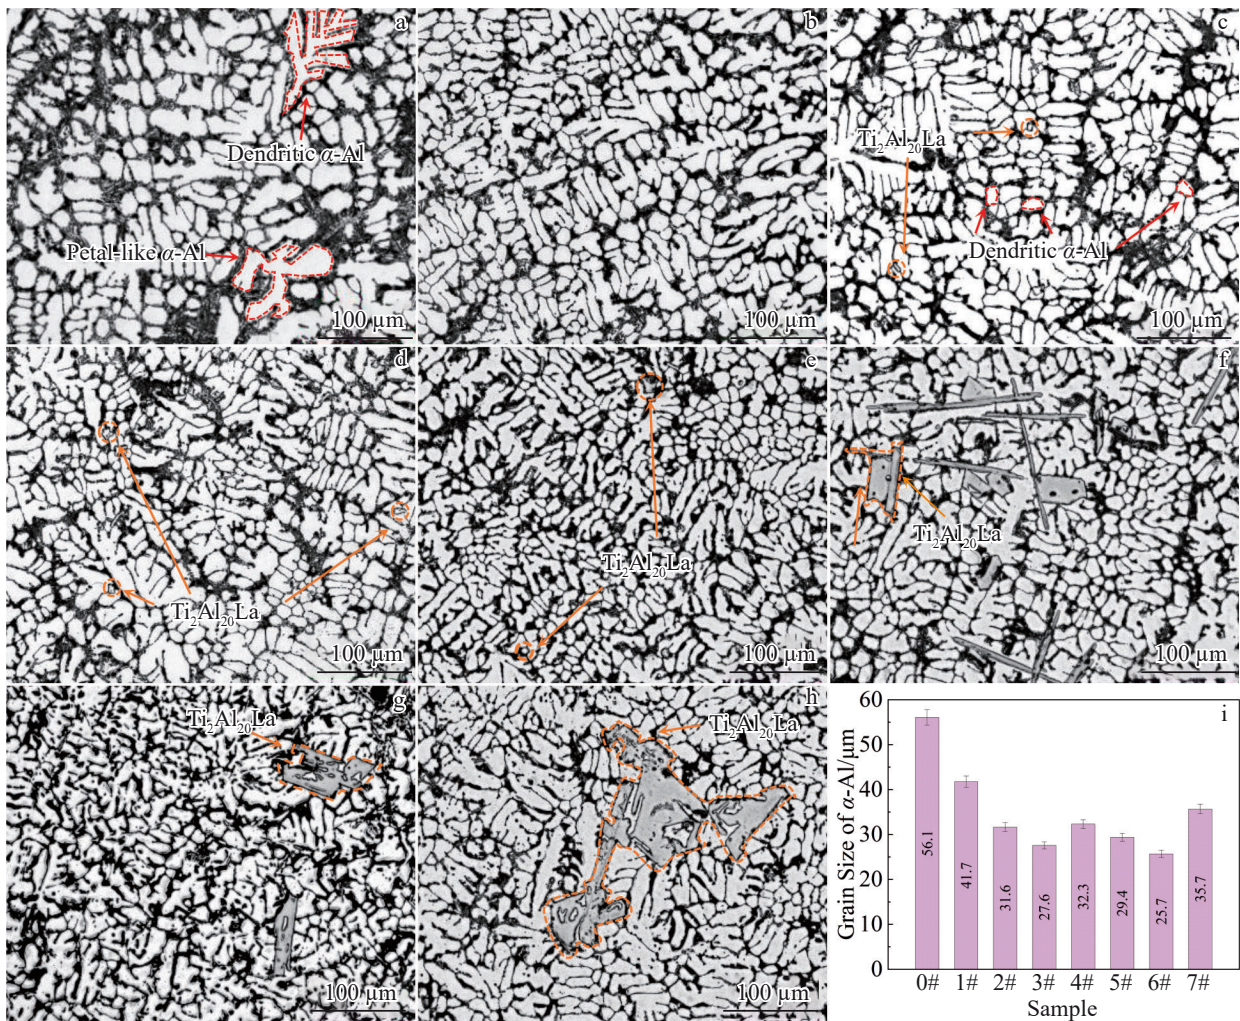 a
Dendritic α-Al
Petal-like α-Al
100 μm
b
100 μm
c
Ti2Al20La
Dendritic α-Al
100 μm
d
Ti2Al20La
100 μm
e
Ti2Al20La
100 μm
f
Ti2Al20La
100 μm
g
Ti2Al20La
100 μm
h
Ti2Al20La
100 μm
i
Grain Size of α-Al/μm
60
50
40
30
20
10
0
56.1
41.7
31.6
27.6
32.3
29.4
25.7
35.7
0# 1# 2# 3# 4# 5# 6# 7#
Sample